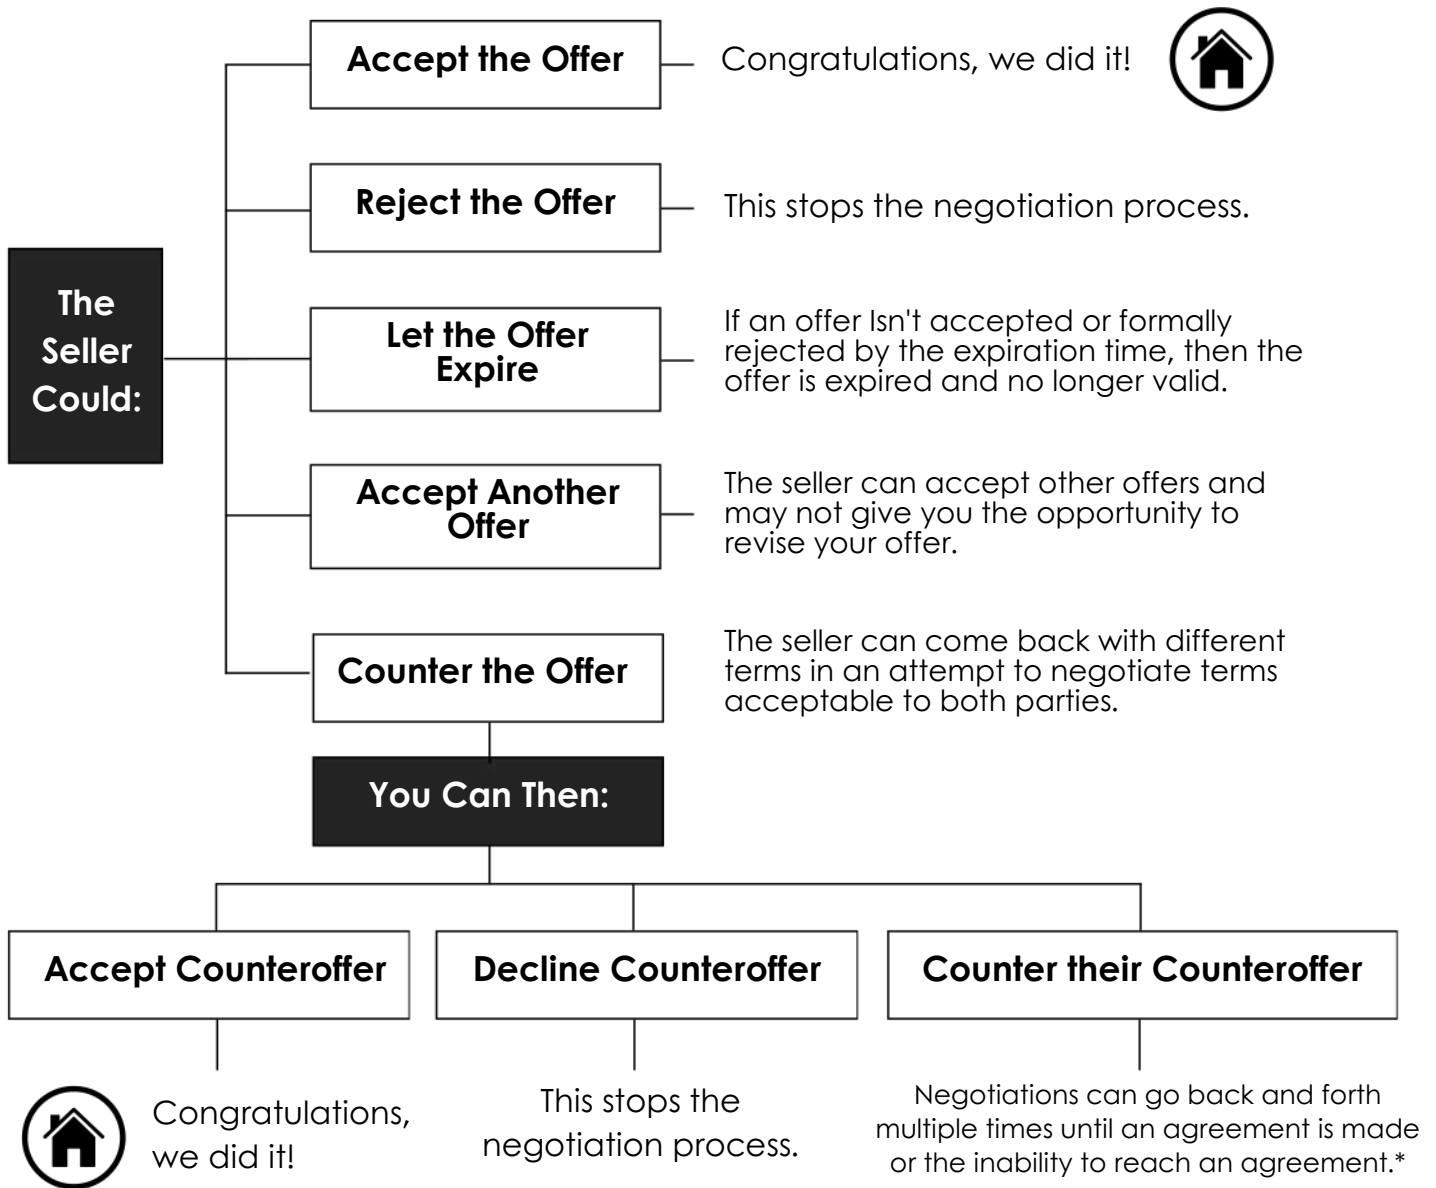 Accept the Offer
Congratulations, we did it!
Reject the Offer
This stops the negotiation process.
The
Seller
Could:
Let the Offer
Expire
If an offer Isn't accepted or formally
rejected by the expiration time, then the
offer is expired and no longer valid.
Accept Another
Offer
The seller can accept other offers and
may not give you the opportunity to
revise your offer.
Counter the Offer
The seller can come back with different
terms in an attempt to negotiate terms
acceptable to both parties.
You Can Then:
Accept Counteroffer
Decline Counteroffer
Counter their Counteroffer
Congratulations,
we did it!
This stops the
negotiation process.
Negotiations can go back and forth
multiple times until an agreement is made
or the inability to reach an agreement.*